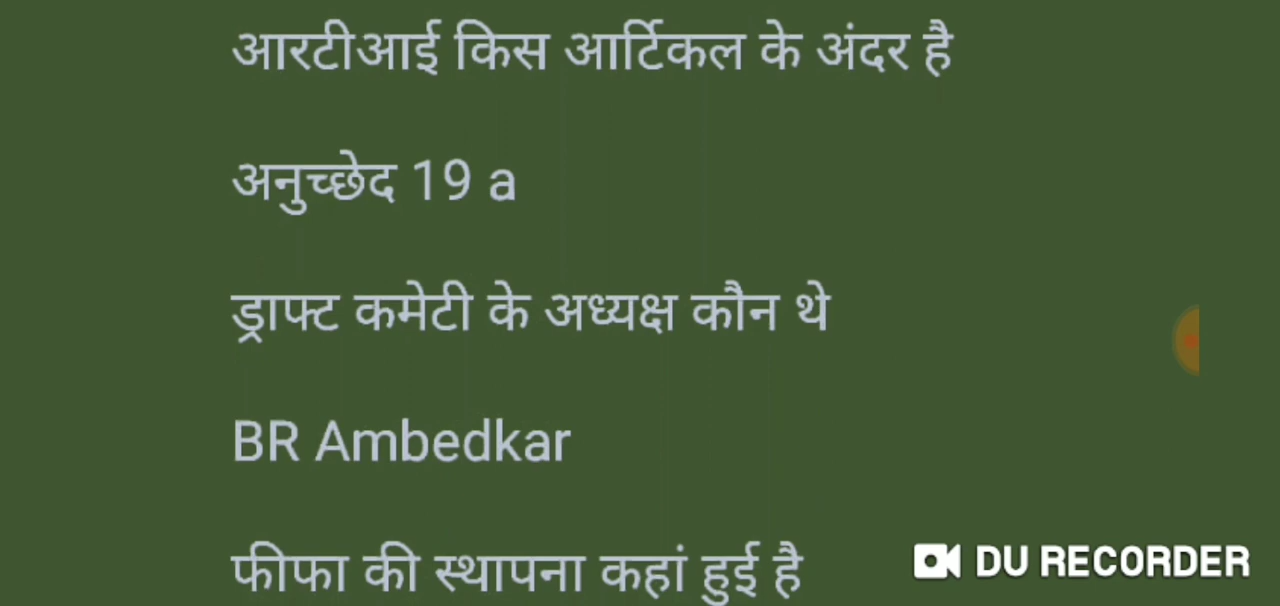 आरटीआई किस आर्टिकल के अंदर है
अनुच्छेद 19 a
ड्राफ्ट कमेटी के अध्यक्ष कौन थे
BR Ambedkar
फीफा की स्थापना कहां हुई है
DU RECORDER